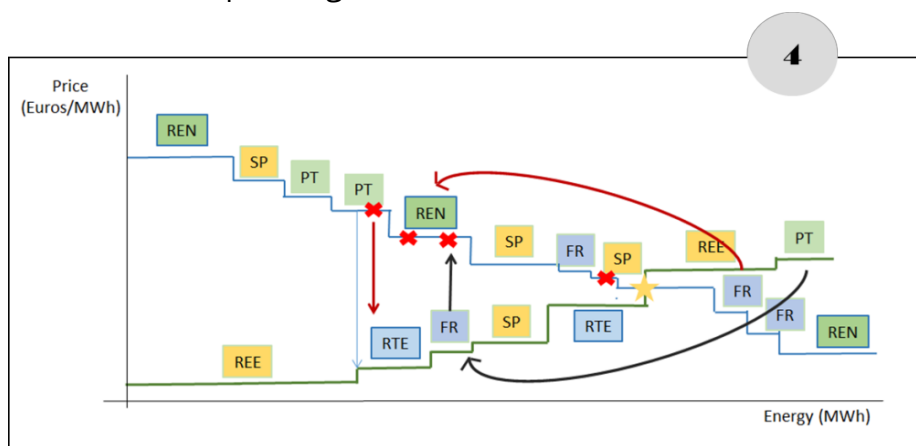 4
Price
(Euros/MWh)
REN
SP
PT
PT
REN
SP
FR
SP
REE
PT
FR
FR
REN
REE
RTE
FR
SP
RTE
Energy (MWh)